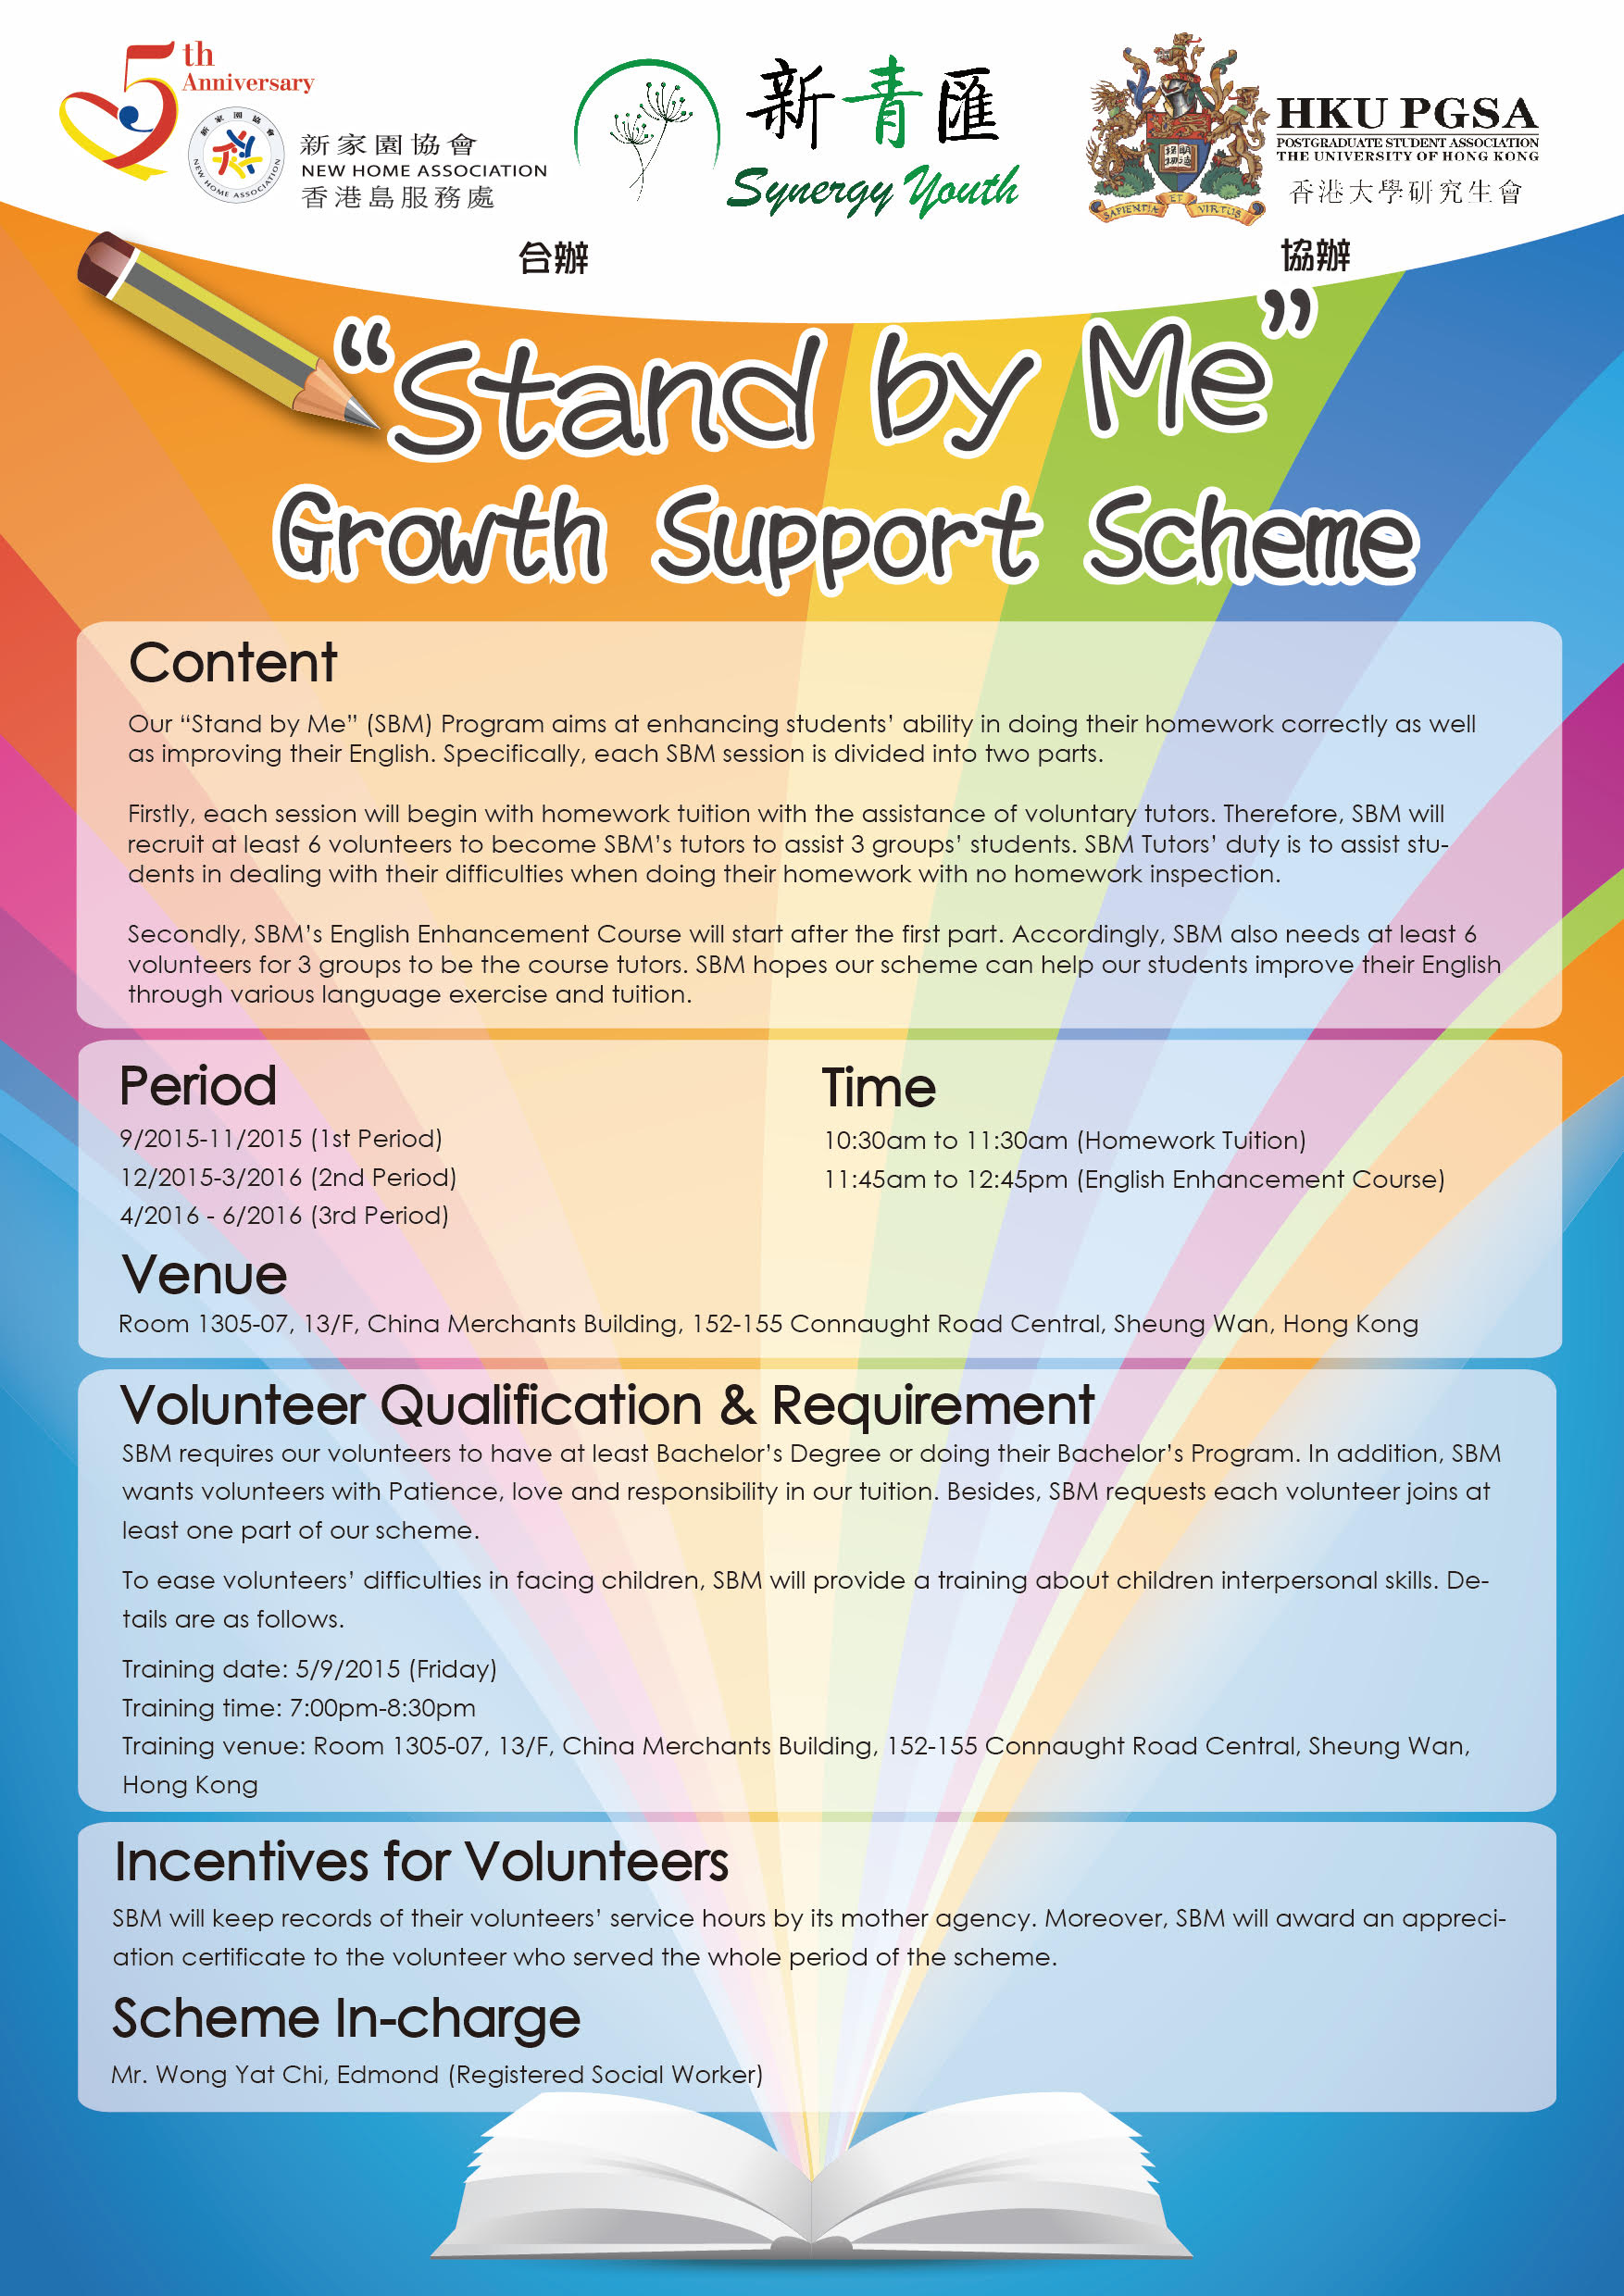 5th
Anniversary
新家園協會
NEW HOME ASSOCIATION
新家園協會
NEW HOME ASSOCIATION
香港島服務處
新青匯
Synergy Youth
SAPIENTIA ET VIRTUS
HKU PGSA
POSTGRADUATE STUDENT ASSOCIATION
THE UNIVERSITY OF HONG KONG
香港大學研究生會
合辦
協辦
“Stand by Me”
Growth Support Scheme
Content
Our “Stand by Me” (SBM) Program aims at enhancing students’ ability in doing their homework correctly as well
as improving their English. Specifically, each SBM session is divided into two parts.
Firstly, each session will begin with homework tuition with the assistance of voluntary tutors. Therefore, SBM will
recruit at least 6 volunteers to become SBM’s tutors to assist 3 groups’ students. SBM Tutors’ duty is to assist stu-
dents in dealing with their difficulties when doing their homework with no homework inspection.
Secondly, SBM’s English Enhancement Course will start after the first part. Accordingly, SBM also needs at least 6
volunteers for 3 groups to be the course tutors. SBM hopes our scheme can help our students improve their English
through various language exercise and tuition.
Period
9/2015-11/2015 (1st Period)
12/2015-3/2016 (2nd Period)
4/2016 - 6/2016 (3rd Period)
Time
10:30am to 11:30am (Homework Tuition)
11:45am to 12:45pm (English Enhancement Course)
Venue
Room 1305-07, 13/F, China Merchants Building, 152-155 Connaught Road Central, Sheung Wan, Hong Kong
Volunteer Qualification & Requirement
SBM requires our volunteers to have at least Bachelor’s Degree or doing their Bachelor’s Program. In addition, SBM
wants volunteers with Patience, love and responsibility in our tuition. Besides, SBM requests each volunteer joins at
least one part of our scheme.
To ease volunteers’ difficulties in facing children, SBM will provide a training about children interpersonal skills. De-
tails are as follows.
Training date: 5/9/2015 (Friday)
Training time: 7:00pm-8:30pm
Training venue: Room 1305-07, 13/F, China Merchants Building, 152-155 Connaught Road Central, Sheung Wan,
Hong Kong
Incentives for Volunteers
SBM will keep records of their volunteers’ service hours by its mother agency. Moreover, SBM will award an appreci-
ation certificate to the volunteer who served the whole period of the scheme.
Scheme In-charge
Mr. Wong Yat Chi, Edmond (Registered Social Worker)